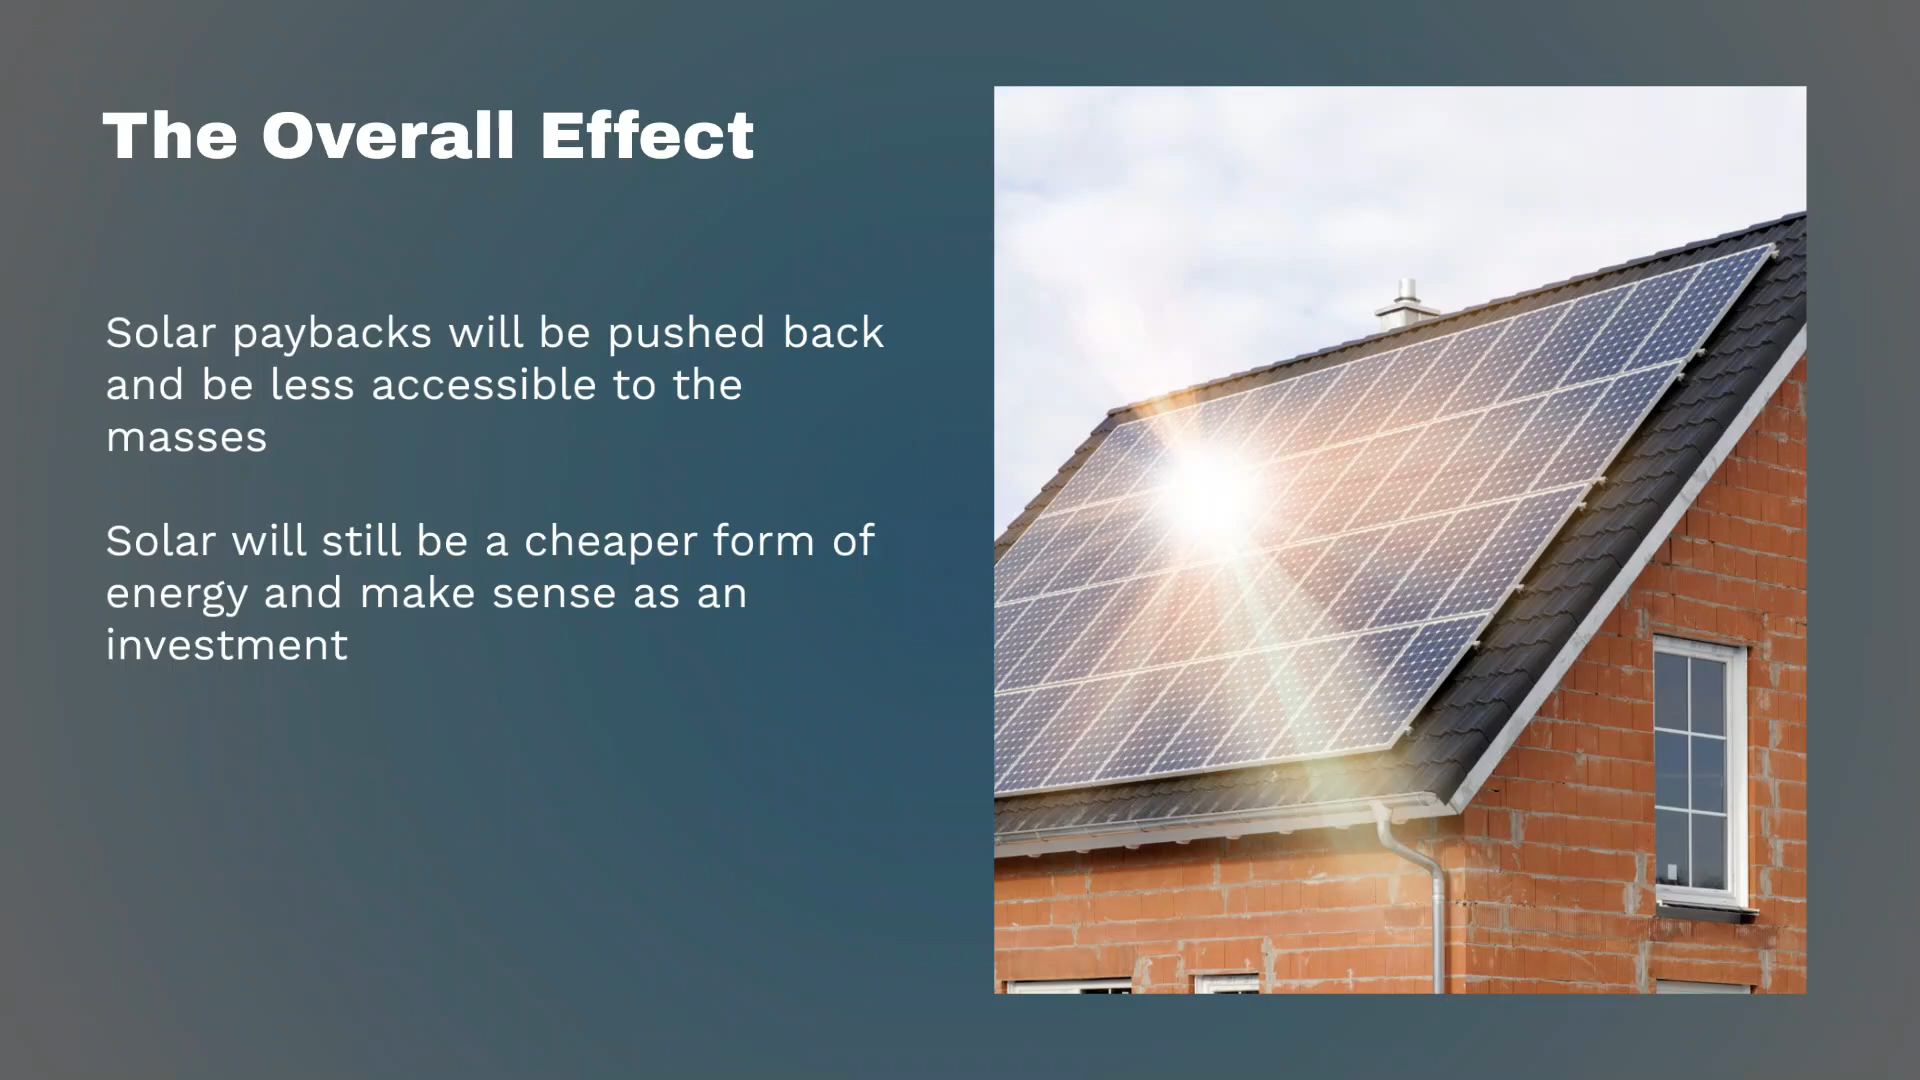 The Overall Effect
Solar paybacks will be pushed back
and be less accessible to the
masses
Solar will still be a cheaper form of
energy and make sense as an
investment